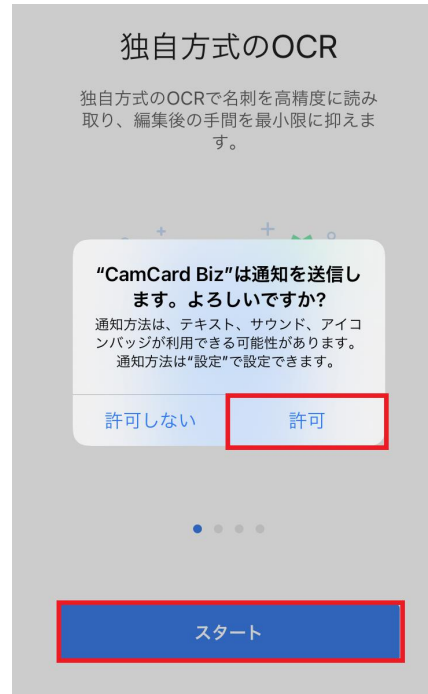 独自方式のOCR
独自方式のOCRで名刺を高精度に読み
取り、編集後の手間を最小限に抑えま
す。
“CamCard Biz”は通知を送信し
ます。よろしいですか?
通知方法は、テキスト、サウンド、アイコ
ンバッジが利用できる可能性があります。
通知方法は“設定”で設定できます。
許可しない
許可
スタート